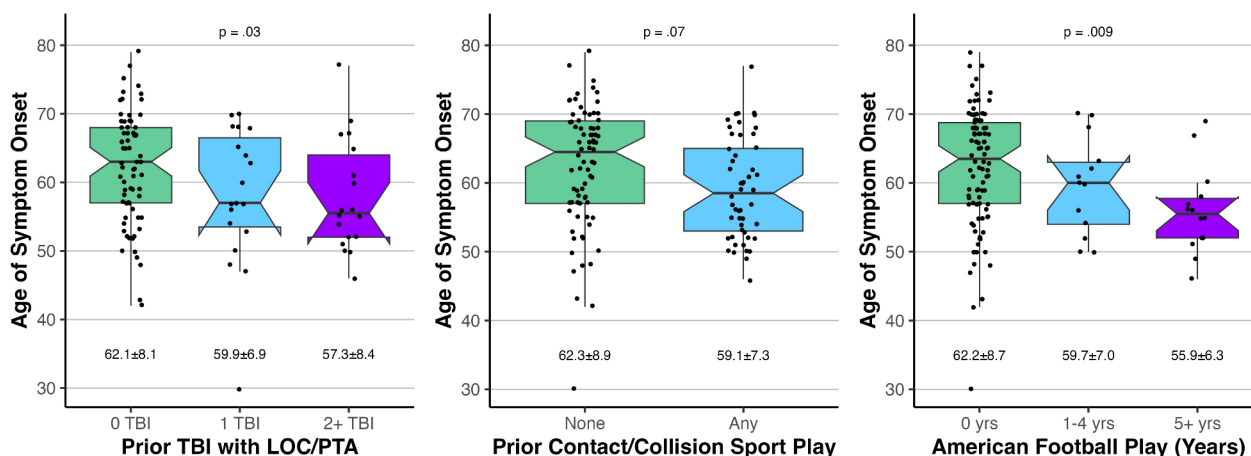 p = .03
Age of Symptom Onset
80
70
60
50
40
30
62.1±8.1
59.9±6.9
57.3±8.4
0 TBI
1 TBI
2+ TBI
Prior TBI with LOC/PTA
p = .07
Age of Symptom Onset
80
70
60
50
40
30
62.3±8.9
59.1±7.3
None
Any
Prior Contact/Collision Sport Play
p = .009
Age of Symptom Onset
80
70
60
50
40
30
62.2±8.7
59.7±7.0
55.9±6.3
0 yrs
1-4 yrs
5+ yrs
American Football Play (Years)